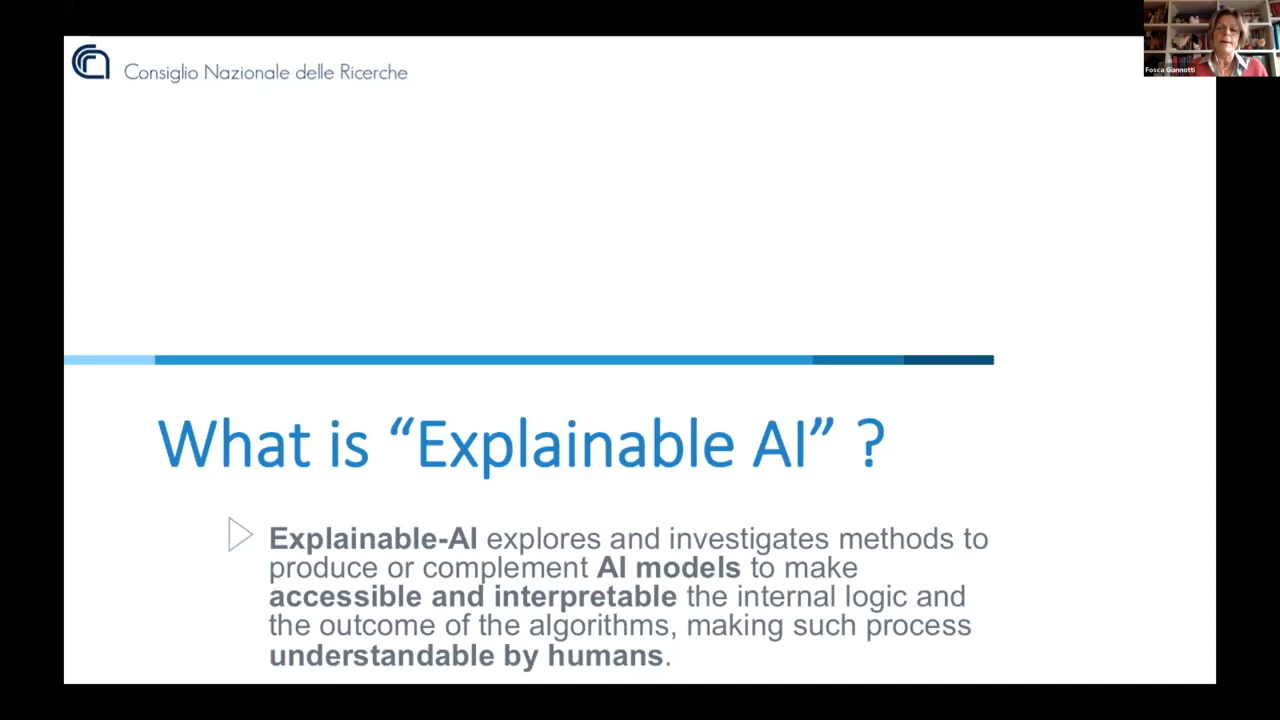 Consiglio Nazionale delle Ricerche
Fosca Giannotti
What is “Explainable AI” ?
Explainable-AI explores and investigates methods to
produce or complement AI models to make
accessible and interpretable the internal logic and
the outcome of the algorithms, making such process
understandable by humans.